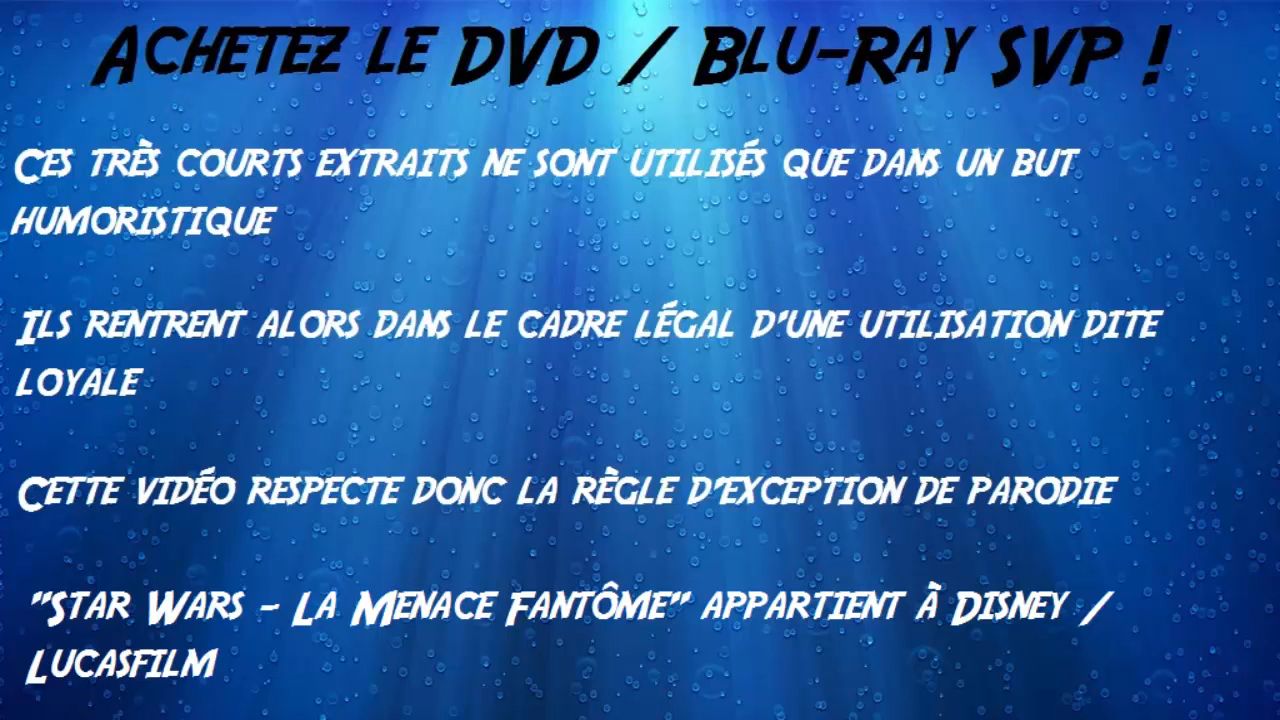 Achetez le DVD / Blu-Ray SVP !
Ces très courts extraits ne sont utilisés que dans un but
humoristique
Ils rentrent alors dans le cadre légal d'une utilisation dite
loyale
Cette vidéo respecte donc la règle d'exception de parodie
"Star Wars - La Menace Fantôme" appartient à Disney /
Lucasfilm